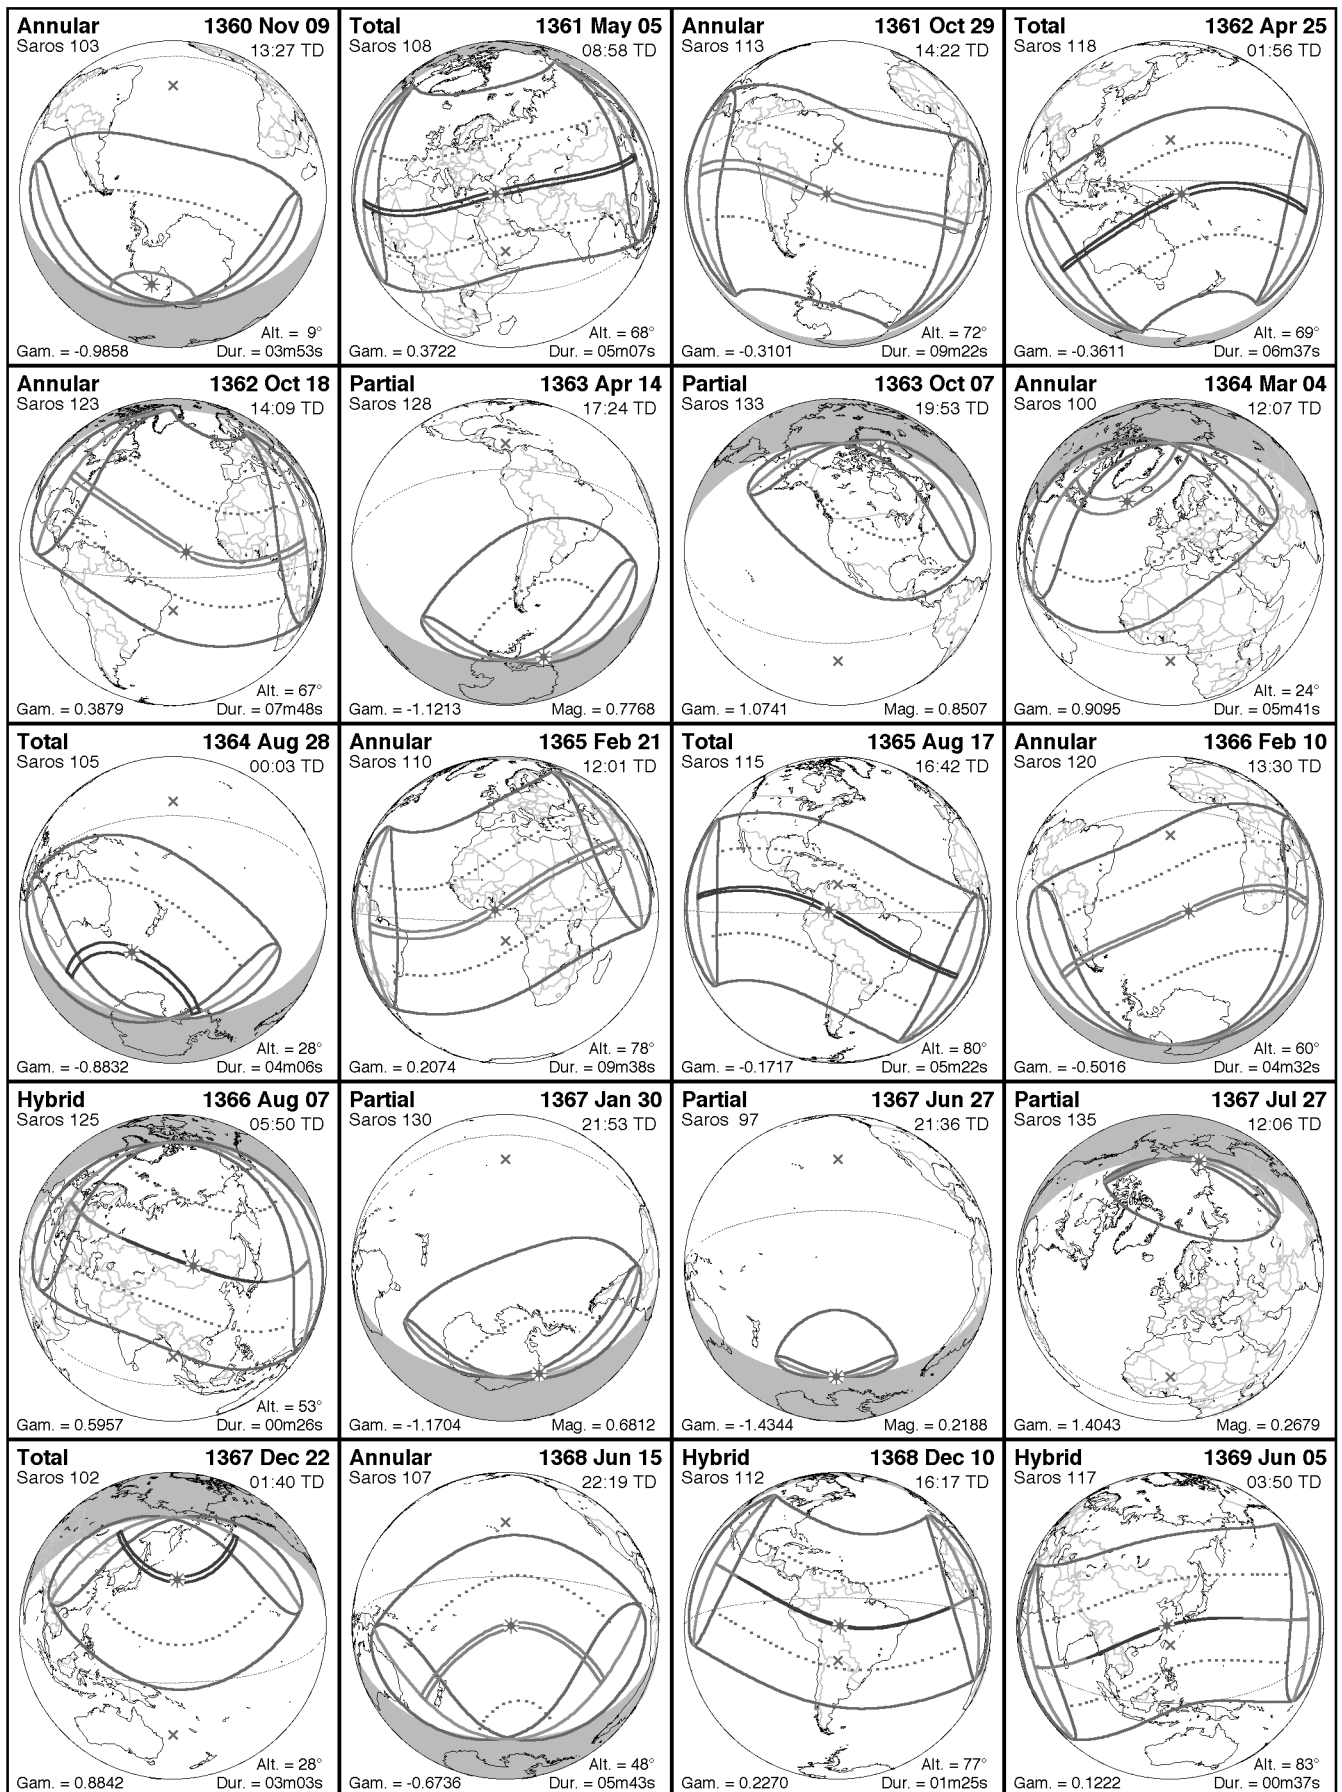 Annular 1360 Nov 09
Saros 103 13:27 TD
Alt. = 9°
Gam. = -0.9858 Dur. = 03m53s
Total 1361 May 05
Saros 108 08:58 TD
Alt. = 68°
Gam. = 0.3722 Dur. = 05m07s
Annular 1361 Oct 29
Saros 113 14:22 TD
Alt. = 72°
Gam. = -0.3101 Dur. = 09m22s
Total 1362 Apr 25
Saros 118 01:56 TD
Alt. = 69°
Gam. = -0.3611 Dur. = 06m37s
Annular 1362 Oct 18
Saros 123 14:09 TD
Alt. = 67°
Gam. = 0.3879 Dur. = 07m48s
Partial 1363 Apr 14
Saros 128 17:24 TD
Gam. = -1.1213 Mag. = 0.7768
Partial 1363 Oct 07
Saros 133 19:53 TD
Gam. = 1.0741 Mag. = 0.8507
Annular 1364 Mar 04
Saros 100 12:07 TD
Alt. = 24°
Gam. = 0.9095 Dur. = 05m41s
Total 1364 Aug 28
Saros 105 00:03 TD
Alt. = 28°
Gam. = -0.8832 Dur. = 04m06s
Annular 1365 Feb 21
Saros 110 12:01 TD
Alt. = 78°
Gam. = 0.2074 Dur. = 09m38s
Total 1365 Aug 17
Saros 115 16:42 TD
Alt. = 80°
Gam. = -0.1717 Dur. = 05m22s
Annular 1366 Feb 10
Saros 120 13:30 TD
Alt. = 60°
Gam. = -0.5016 Dur. = 04m32s
Hybrid 1366 Aug 07
Saros 125 05:50 TD
Alt. = 53°
Gam. = 0.5957 Dur. = 00m26s
Partial 1367 Jan 30
Saros 130 21:53 TD
Gam. = -1.1704 Mag. = 0.6812
Partial 1367 Jun 27
Saros 97 21:36 TD
Gam. = -1.4344 Mag. = 0.2188
Partial 1367 Jul 27
Saros 135 12:06 TD
Gam. = 1.4043 Mag. = 0.2679
Total 1367 Dec 22
Saros 102 01:40 TD
Alt. = 28°
Gam. = 0.8842 Dur. = 03m03s
Annular 1368 Jun 15
Saros 107 22:19 TD
Alt. = 48°
Gam. = -0.6736 Dur. = 05m43s
Hybrid 1368 Dec 10
Saros 112 16:17 TD
Alt. = 77°
Gam. = 0.2270 Dur. = 01m25s
Hybrid 1369 Jun 05
Saros 117 03:50 TD
Alt. = 83°
Gam. = 0.1222 Dur. = 00m37s